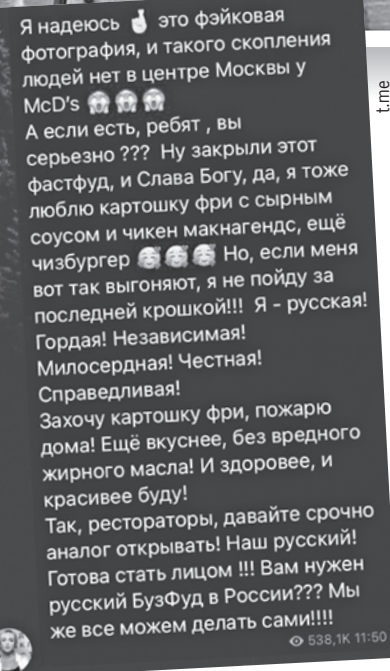 Я надеюсь 🤞 это фэйковая
фотография, и такого скопления
людей нет в центре Москвы у
McD's 😱😱😱
А если есть, ребят , вы
серьезно ??? Ну закрыли этот
фастфуд, и Слава Богу, да, я тоже
люблю картошку фри с сырным
соусом и чикен макнагендс, ещё
чизбургер 🥰🥰🥰 Но, если меня
вот так выгоняют, я не пойду за
последней крошкой!!! Я - русская!
Гордая! Независимая!
Милосердная! Честная!
Справедливая!
Захочу картошку фри, пожарю
дома! Ещё вкуснее, без вредного
жирного масла! И здоровее, и
красивее буду!
Так, рестораторы, давайте срочно
аналог открывать! Наш русский!
Готова стать лицом !!! Вам нужен
русский БузФуд в России??? Мы
же все можем делать сами!!!!
538,1K 11:50
t.me